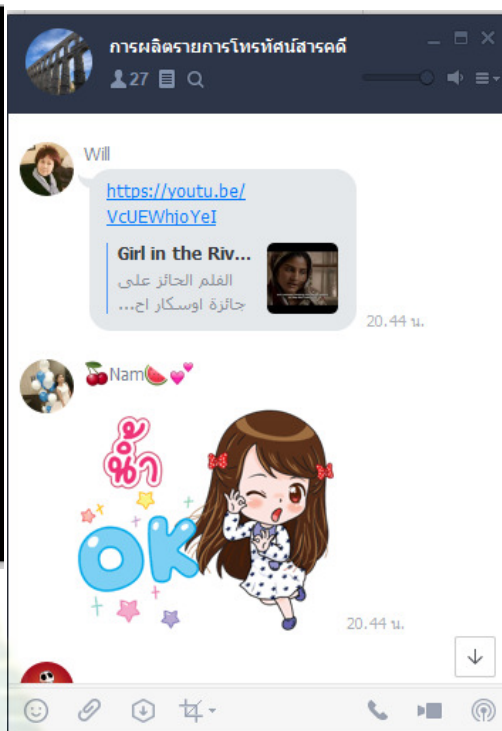 การผลิตรายการโทรทัศน์สารคดี
27
Will
https://youtu.be/
VcUEWhjoYeI
Girl in the Riv...
الفلم الحائز على
جائزة اوسكار اح...
20.44 น.
🍒Nam🍉💕
น้ำ
OK
20.44 น.